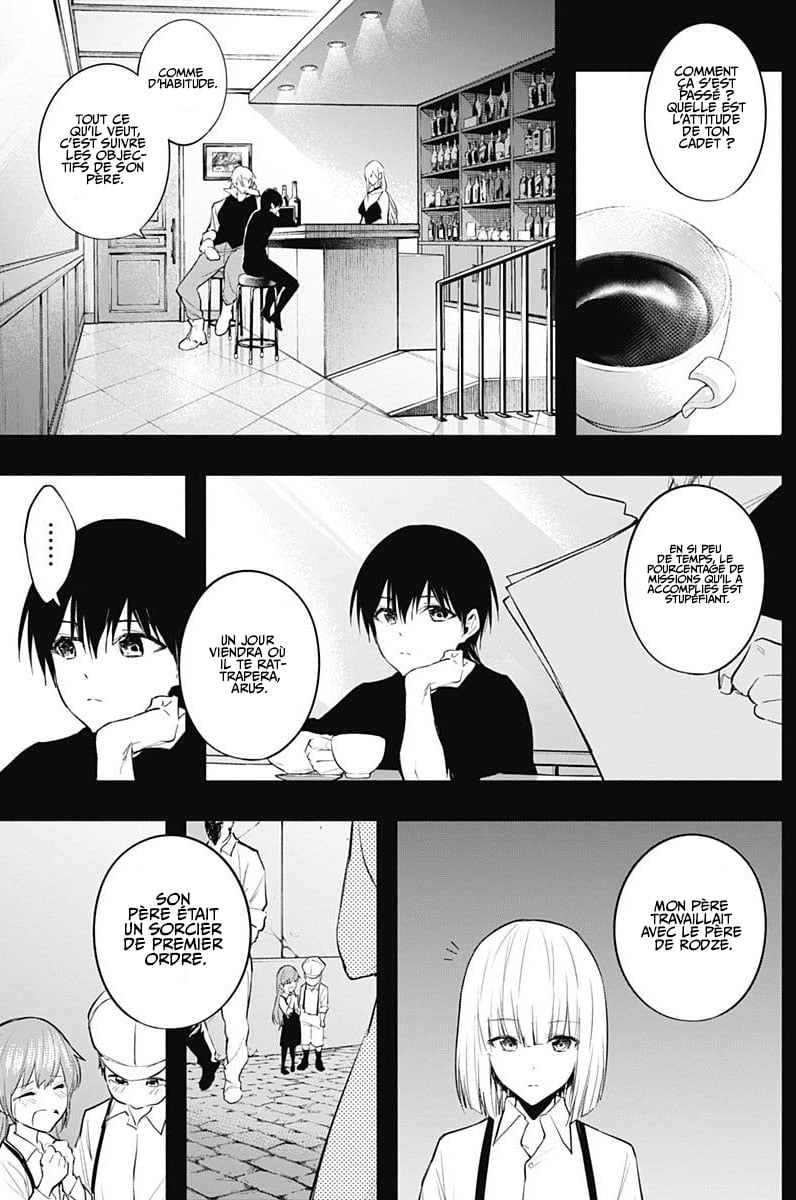 COMMENT
ÇA S'EST
PASSÉ ?
QUELLE EST
L'ATTITUDE
DE TON
CADET ?
COMME
D'HABITUDE.
TOUT CE
QU'IL VEUT,
C'EST SUIVRE
LES OBJEC-
TIFS DE SON
PÈRE.
EN SI PEU
DE TEMPS, LE
POURCENTAGE DE
MISSIONS QU'IL A
ACCOMPLIES EST
STUPÉFIANT.
UN JOUR
VIENDRA OÙ
IL TE RAT-
TRAPERA,
ARUS.
......
MON PÈRE
TRAVAILLAIT
AVEC LE PÈRE
DE RODZE.
SON
PÈRE ÉTAIT
UN SORCIER
DE PREMIER
ORDRE.